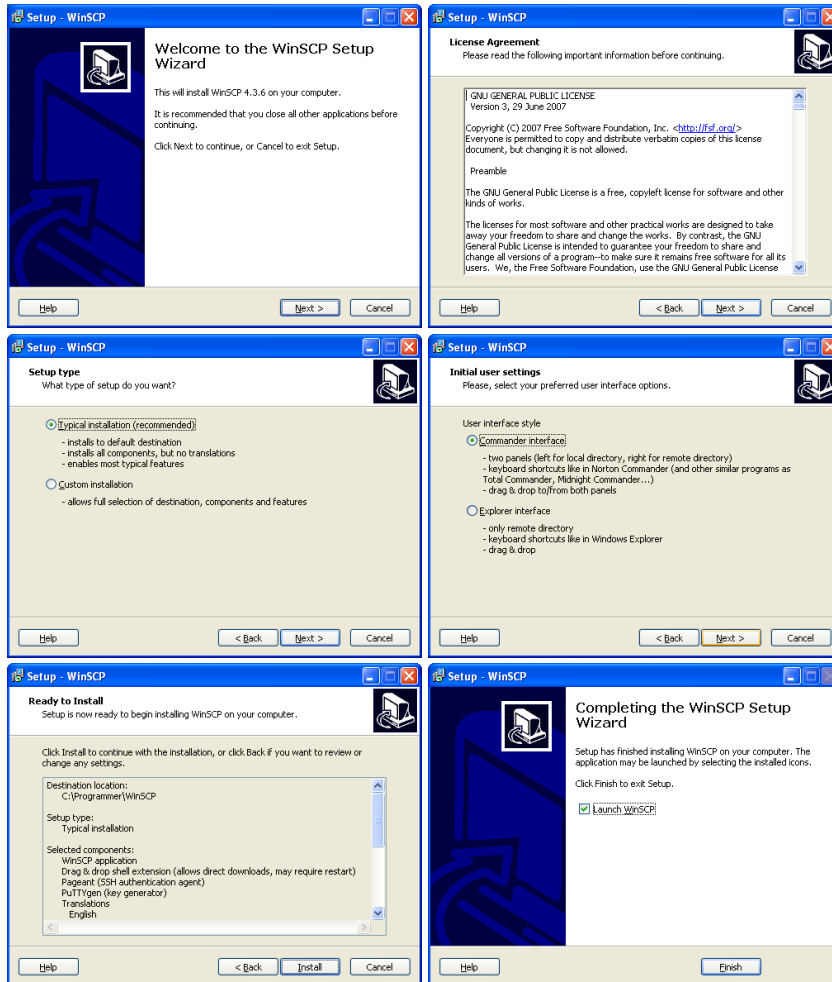 Setup - WinSCP
Welcome to the WinSCP Setup
Wizard
This will install WinSCP 4.3.6 on your computer.
It is recommended that you close all other applications before
continuing.
Click Next to continue, or Cancel to exit Setup.
Help
Next >
Cancel
Setup - WinSCP
License Agreement
Please read the following important information before continuing.
GNU GENERAL PUBLIC LICENSE
Version 3, 29 June 2007
Copyright (C) 2007 Free Software Foundation, Inc. <http://fsf.org/>
Everyone is permitted to copy and distribute verbatim copies of this license
document, but changing it is not allowed.
Preamble
The GNU General Public License is a free, copyleft license for software and other
kinds of works.
The licenses for most software and other practical works are designed to take
away your freedom to share and change the works. By contrast, the GNU
General Public License is intended to guarantee your freedom to share and
change all versions of a program--to make sure it remains free software for all its
users. We, the Free Software Foundation, use the GNU General Public License
Help
< Back
Next >
Cancel
Setup - WinSCP
Setup type
What type of setup do you want?
Typical installation (recommended)
- installs to default destination
- installs all components, but no translations
- enables most typical features
Custom installation
- allows full selection of destination, components and features
Help
< Back
Next >
Cancel
Setup - WinSCP
Initial user settings
Please, select your preferred user interface options.
User interface style
Commander interface
- two panels (left for local directory, right for remote directory)
- keyboard shortcuts like in Norton Commander (and other similar programs as
Total Commander, Midnight Commander...)
- drag & drop to/from both panels
Explorer interface
- only remote directory
- keyboard shortcuts like in Windows Explorer
- drag & drop
Help
< Back
Next >
Cancel
Setup - WinSCP
Ready to Install
Setup is now ready to begin installing WinSCP on your computer.
Click Install to continue with the installation, or click Back if you want to review or
change any settings.
Destination location:
C:\Programmer\WinSCP
Setup type:
Typical installation
Selected components:
WinSCP application
Drag & drop shell extension (allows direct downloads, may require restart)
Pageant (SSH authentication agent)
PuTTYgen (key generator)
Translations
English
Help
< Back
Install
Cancel
Setup - WinSCP
Completing the WinSCP Setup
Wizard
Setup has finished installing WinSCP on your computer. The
application may be launched by selecting the installed icons.
Click Finish to exit Setup.
Launch WinSCP
Help
Finish